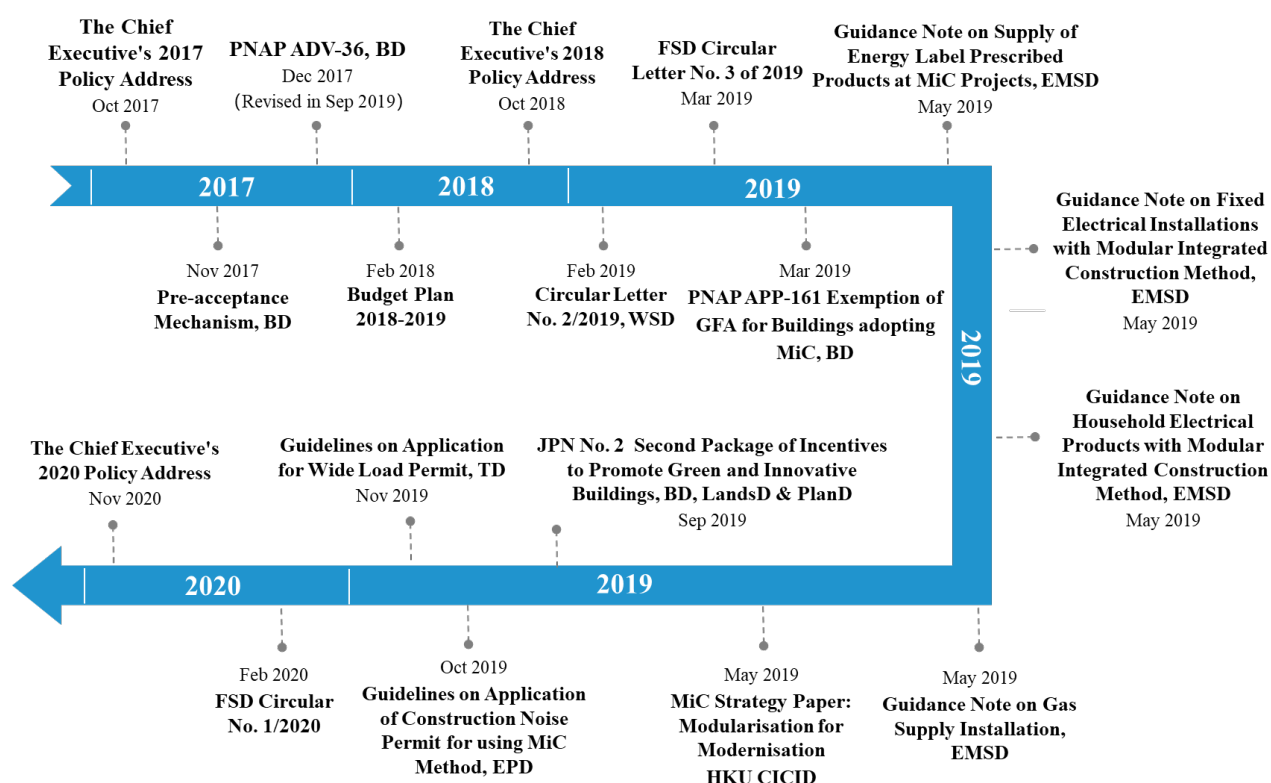 The Chief
Executive's 2017
Policy Address
Oct 2017
PNAP ADV-36, BD
Dec 2017
(Revised in Sep 2019)
The Chief
Executive's 2018
Policy Address
Oct 2018
FSD Circular
Letter No. 3 of 2019
Mar 2019
Guidance Note on Supply of
Energy Label Prescribed
Products at MiC Projects, EMSD
May 2019
2017
2018
2019
Nov 2017
Pre-acceptance
Mechanism, BD
Feb 2018
Budget Plan
2018-2019
Feb 2019
Circular Letter
No. 2/2019, WSD
Mar 2019
PNAP APP-161 Exemption of
GFA for Buildings adopting
MiC, BD
Guidance Note on Fixed
Electrical Installations
with Modular Integrated
Construction Method,
EMSD
May 2019
2019
Guidance Note on
Household Electrical
Products with Modular
Integrated Construction
Method, EMSD
May 2019
The Chief Executive's
2020 Policy Address
Nov 2020
Guidelines on Application
for Wide Load Permit, TD
Nov 2019
JPN No. 2 Second Package of Incentives
to Promote Green and Innovative
Buildings, BD, LandsD & PlanD
Sep 2019
2020
2019
Feb 2020
FSD Circular
No. 1/2020
Oct 2019
Guidelines on Application
of Construction Noise
Permit for using MiC
Method, EPD
May 2019
MiC Strategy Paper:
Modularisation for
Modernisation
HKU CICID
May 2019
Guidance Note on Gas
Supply Installation,
EMSD